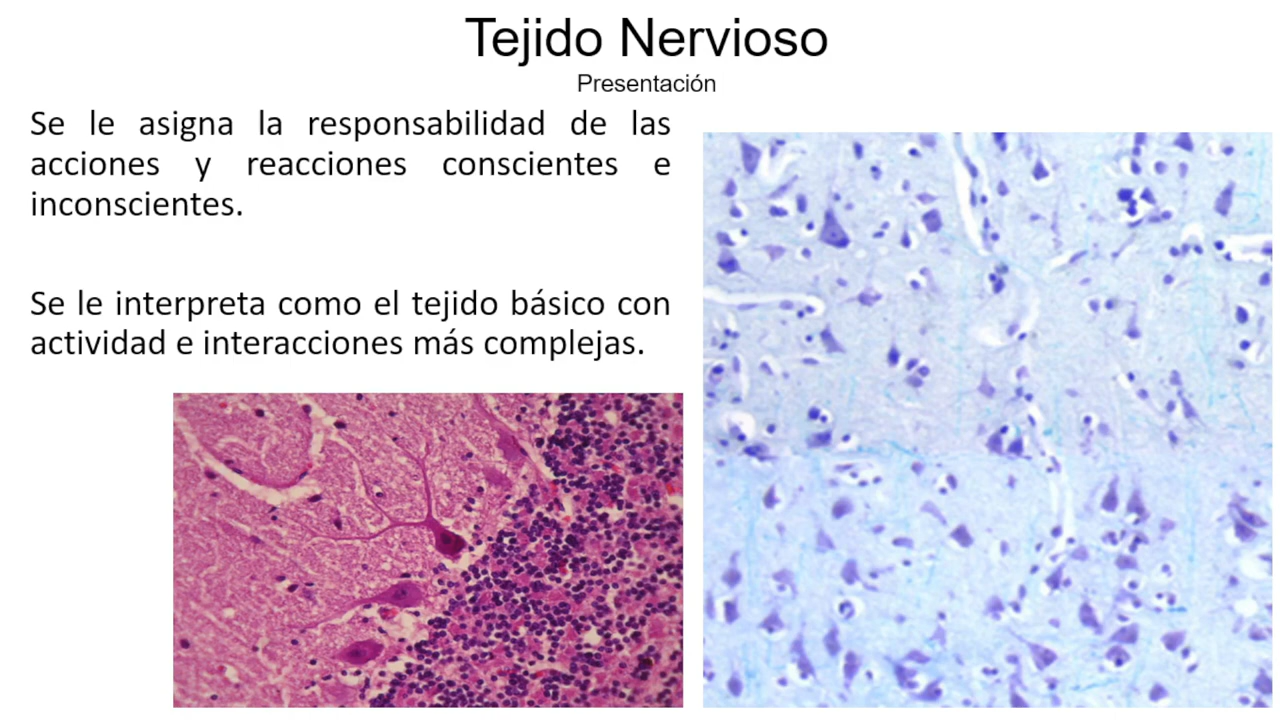 Tejido Nervioso
Presentación
Se le asigna la responsabilidad de las
acciones y reacciones conscientes e
inconscientes.
Se le interpreta como el tejido básico con
actividad e interacciones más complejas.